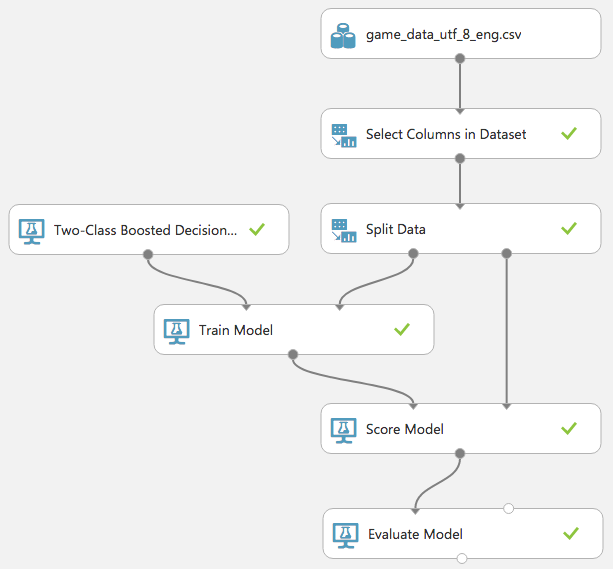 game_data_utf_8_eng.csv
Select Columns in Dataset
Two-Class Boosted Decision...
Split Data
Train Model
Score Model
Evaluate Model